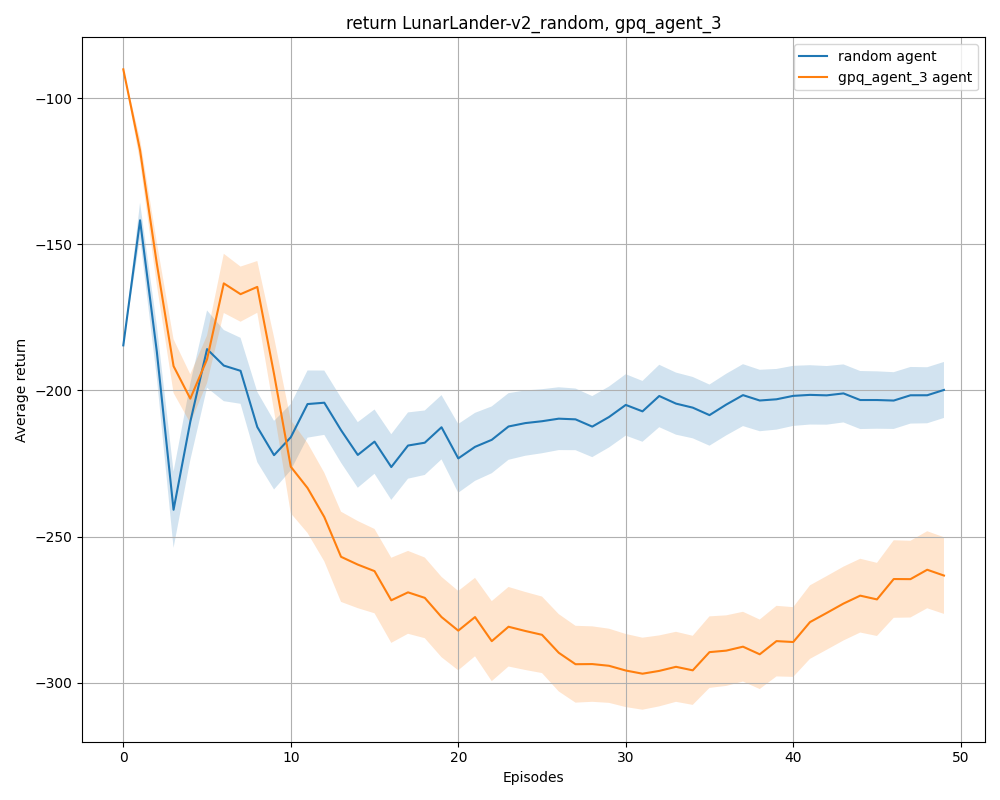 return LunarLander-v2_random, gpq_agent_3
random agent
gpq_agent_3 agent
Average return
−100
−150
−200
−250
−300
0
10
20
30
40
50
Episodes